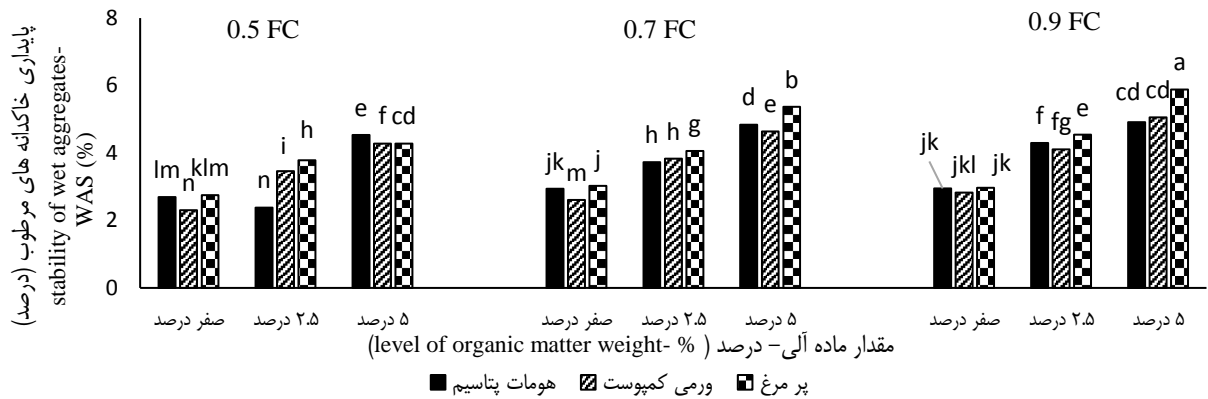 پایداری خاکدانه های مرطوب (درصد)
stability of wet aggregates-
WAS (%)
8
6
4
2
0
0.5 FC
0.7 FC
0.9 FC
lm n klm
n i h
e f cd
jk m j
h h g
d e b
jk jkl jk
f fg e
cd cd a
صفر درصد ۲.۵ درصد ۵ درصد
صفر درصد ۲.۵ درصد ۵ درصد
صفر درصد ۲.۵ درصد ۵ درصد
مقدار ماده آلی- درصد ( level of organic matter weight- %)
هومات پتاسیم ورمی کمپوست پر مرغ